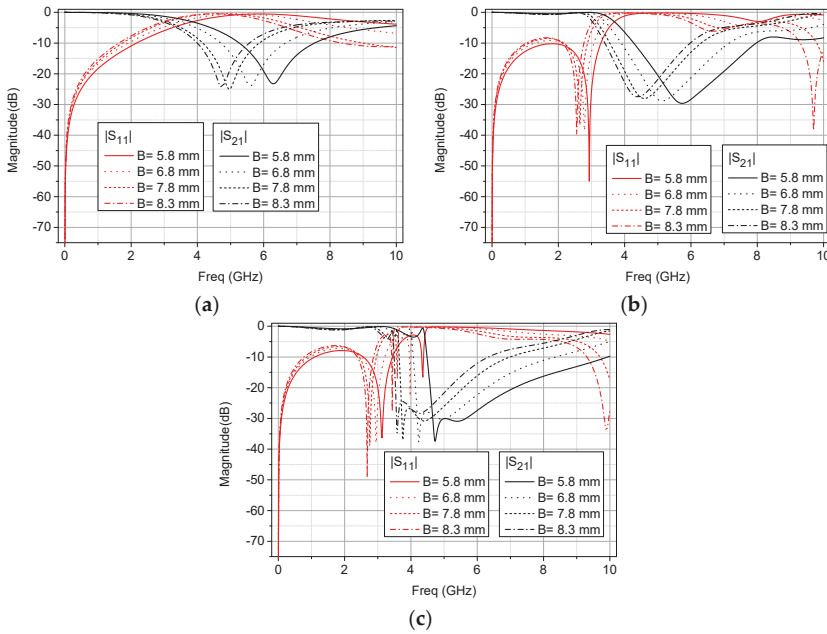 0
-10
-20
-30
-40
-50
-60
-70
Magnitude(dB)
|S11| |S21|
B= 5.8 mm B= 5.8 mm
B= 6.8 mm B= 6.8 mm
B= 7.8 mm B= 7.8 mm
B= 8.3 mm B= 8.3 mm
0 2 4 6 8 10
Freq (GHz)
(a)
0
-10
-20
-30
-40
-50
-60
-70
Magnitude(dB)
|S11| |S21|
B= 5.8 mm B= 5.8 mm
B= 6.8 mm B= 6.8 mm
B= 7.8 mm B= 7.8 mm
B= 8.3 mm B= 8.3 mm
0 2 4 6 8 10
Freq (GHz)
(b)
0
-10
-20
-30
-40
-50
-60
-70
Magnitude(dB)
|S11| |S21|
B= 5.8 mm B= 5.8 mm
B= 6.8 mm B= 6.8 mm
B= 7.8 mm B= 7.8 mm
B= 8.3 mm B= 8.3 mm
0 2 4 6 8 10
Freq (GHz)
(c)